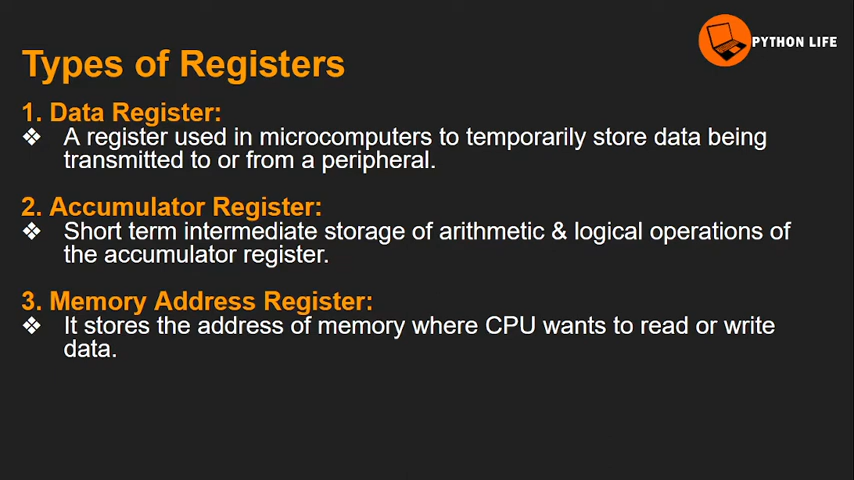 PYTHON LIFE
Types of Registers
1. Data Register:
❖ A register used in microcomputers to temporarily store data being
transmitted to or from a peripheral.
2. Accumulator Register:
❖ Short term intermediate storage of arithmetic & logical operations of
the accumulator register.
3. Memory Address Register:
❖ It stores the address of memory where CPU wants to read or write
data.